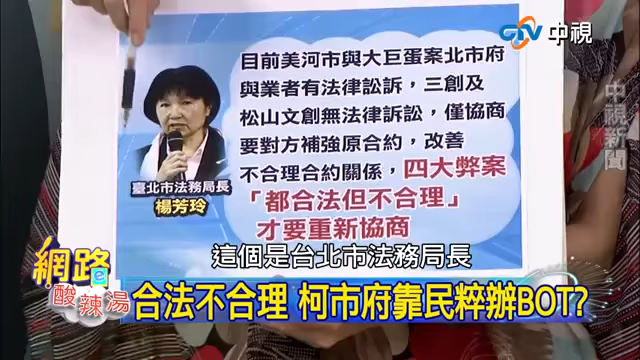 CTV中視
中視新聞
目前美河市與大巨蛋案北市府
與業者有法律訟訴，三創及
松山文創無法律訴訟，僅協商
要對方補強原合約，改善
不合理合約關係，四大弊案
「都合法但不合理」
才要重新協商
臺北市法務局長
楊芳玲
這個是台北市法務局長
網路e
酸辣湯
合法不合理 柯市府靠民粹辦BOT?